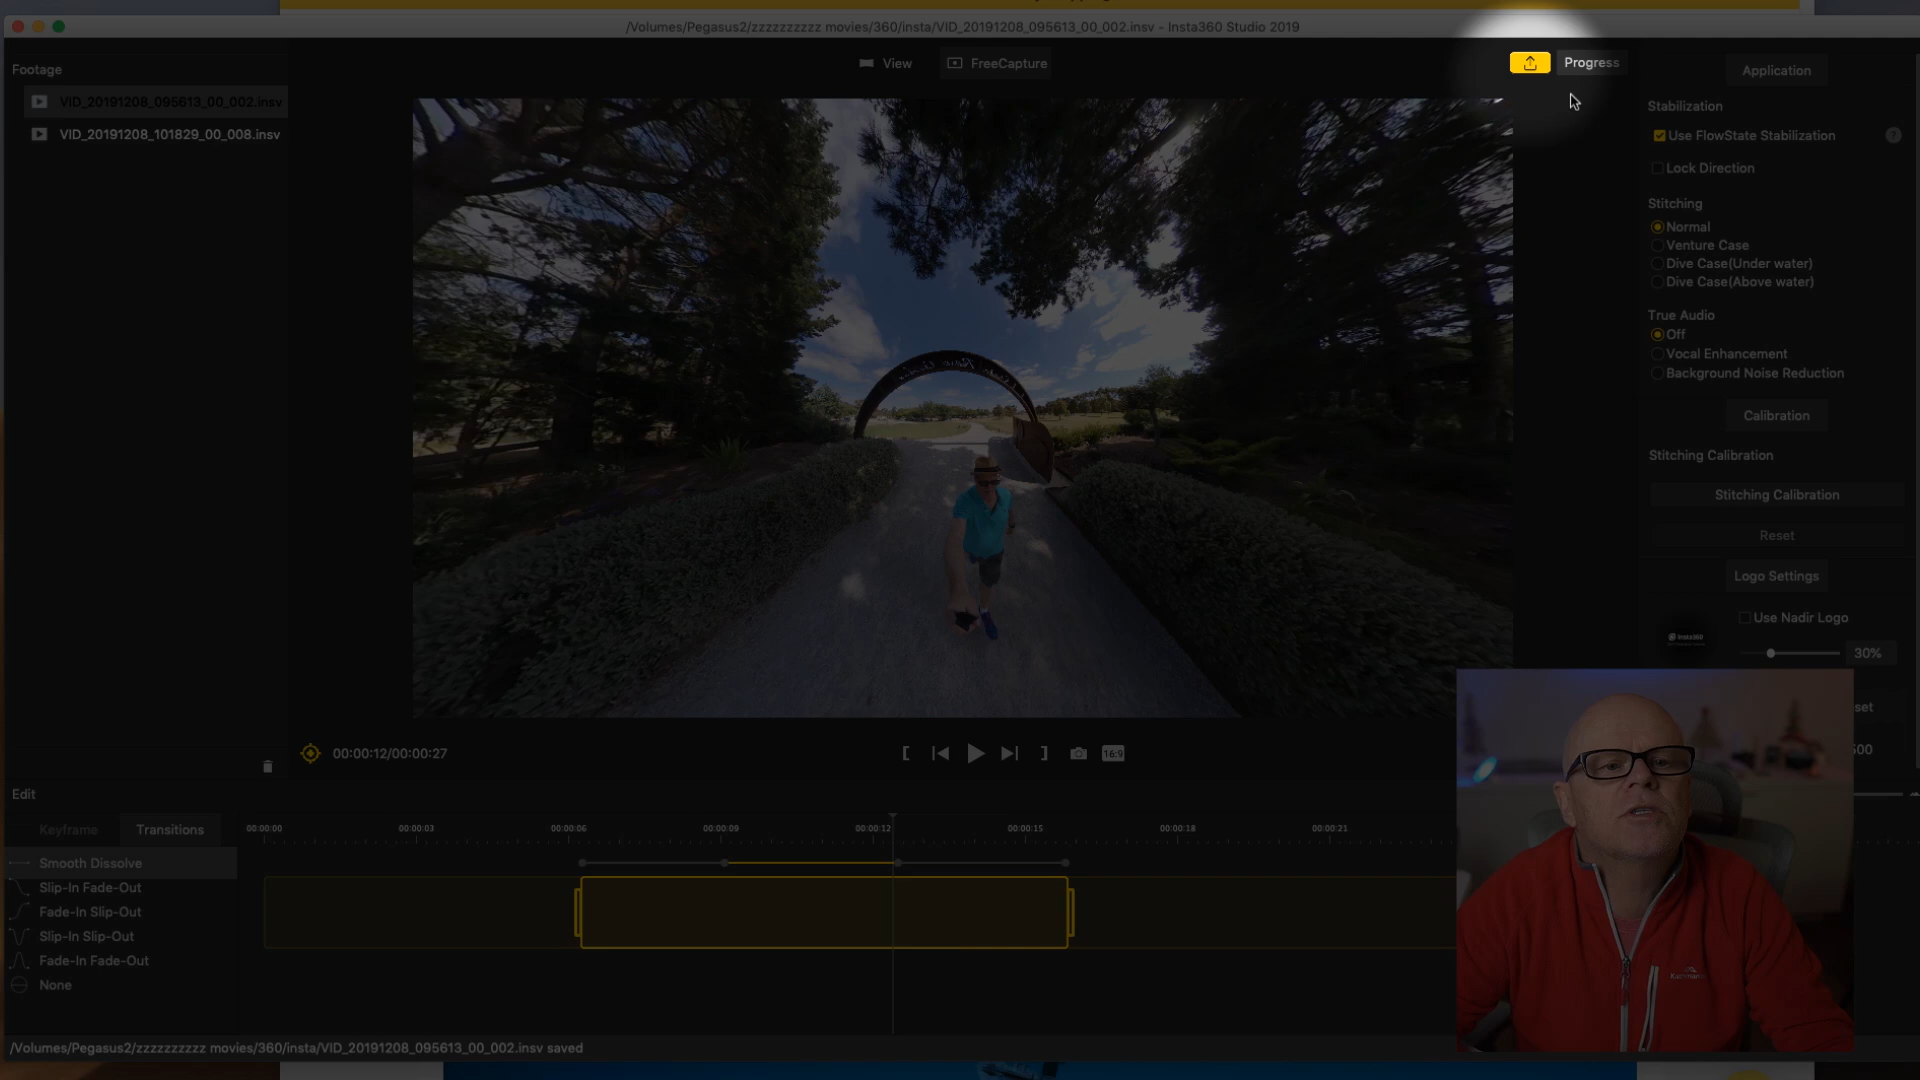 /Volumes/Pegasus2/zzzzzzzzzz movies/360/insta/VID_20191208_095613_00_002.insv - Insta360 Studio 2019
Footage
View
FreeCapture
Progress
Application
VID_20191208_095613_00_002.insv
VID_20191208_101829_00_008.insv
Stabilization
Use FlowState Stabilization
?
Lock Direction
Stitching
Normal
Venture Case
Dive Case(Under water)
Dive Case(Above water)
True Audio
Off
Vocal Enhancement
Background Noise Reduction
Calibration
Stitching Calibration
Stitching Calibration
Reset
Logo Settings
Use Nadir Logo
Insta360
30%
set
00:00:12/00:00:27
16:9
Edit
Keyframe
Transitions
00:00:00
00:00:03
00:00:06
00:00:09
00:00:12
00:00:15
00:00:18
00:00:21
Smooth Dissolve
Slip-In Fade-Out
Fade-In Slip-Out
Slip-In Slip-Out
Fade-In Fade-Out
None
/Volumes/Pegasus2/zzzzzzzzzz movies/360/insta/VID_20191208_095613_00_002.insv saved